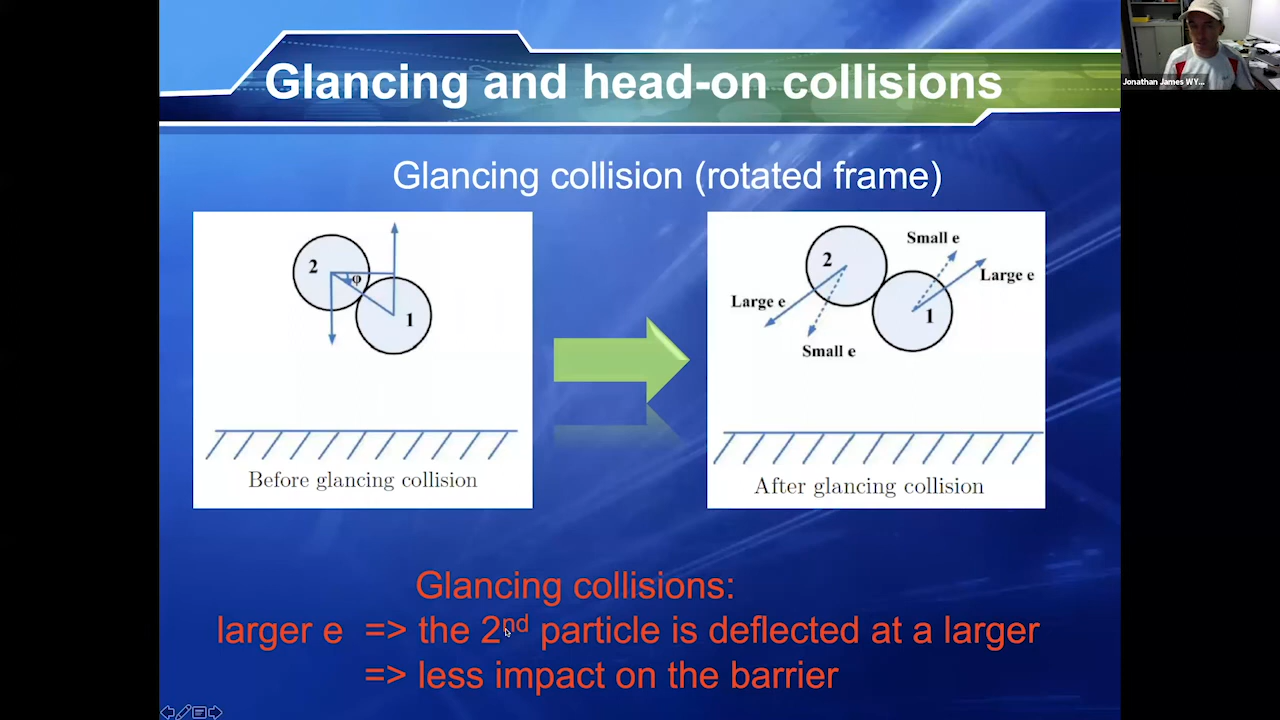 Jonathan James WY...
Glancing and head-on collisions
Glancing collision (rotated frame)
2
φ
1
Before glancing collision
2
Small e
Large e
Large e
1
Small e
After glancing collision
Glancing collisions:
larger e => the 2nd particle is deflected at a larger
=> less impact on the barrier